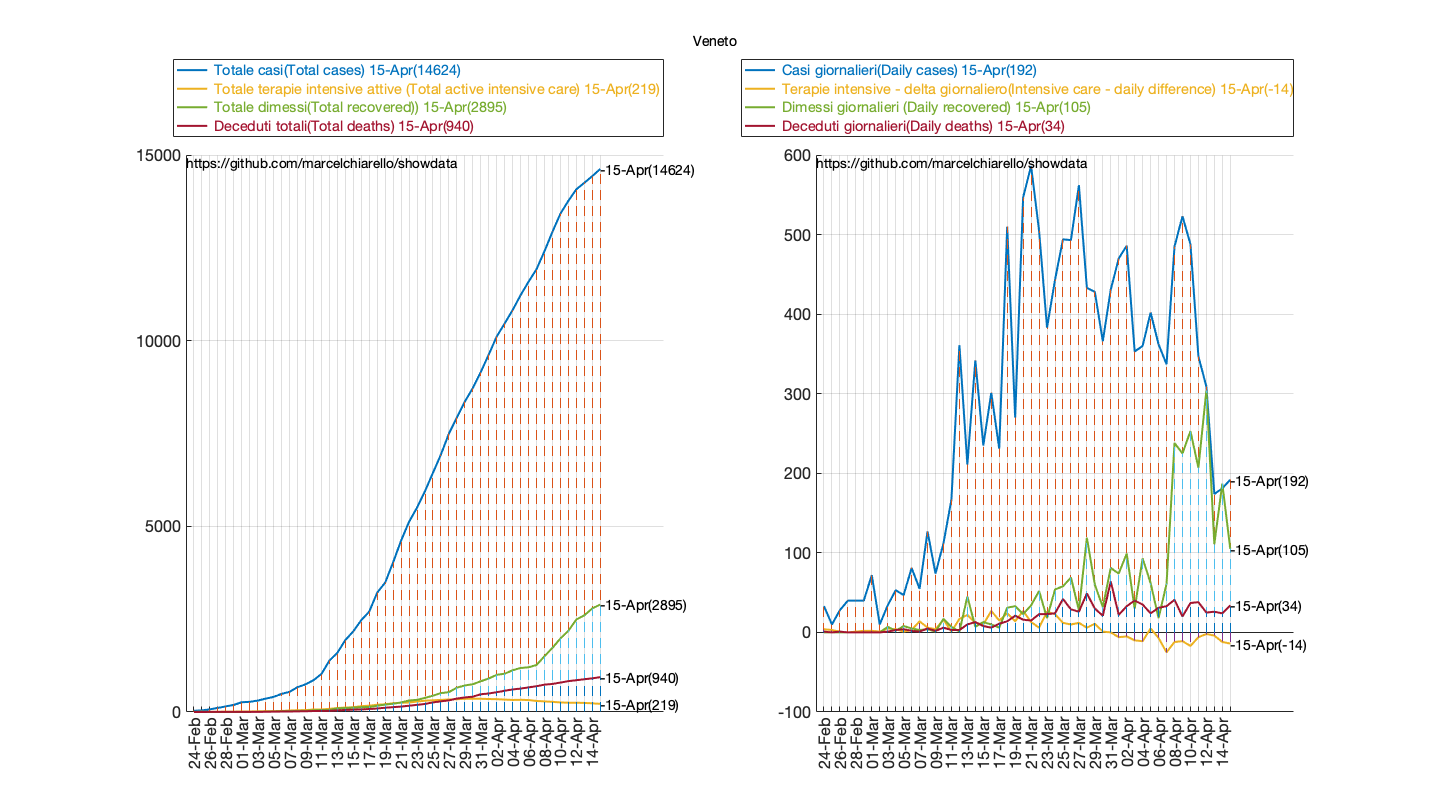 Veneto
Totale casi(Total cases) 15-Apr(14624)
Totale terapie intensive attive (Total active intensive care) 15-Apr(219)
Totale dimessi(Total recovered)) 15-Apr(2895)
Deceduti totali(Total deaths) 15-Apr(940)
15000
https://github.com/marcelchiarello/showdata
15-Apr(14624)
10000
5000
15-Apr(2895)
15-Apr(940)
15-Apr(219)
0
24-Feb
26-Feb
28-Feb
01-Mar
03-Mar
05-Mar
07-Mar
09-Mar
11-Mar
13-Mar
15-Mar
17-Mar
19-Mar
21-Mar
23-Mar
25-Mar
27-Mar
29-Mar
31-Mar
02-Apr
04-Apr
06-Apr
08-Apr
10-Apr
12-Apr
14-Apr
Casi giornalieri(Daily cases) 15-Apr(192)
Terapie intensive - delta giornaliero(Intensive care - daily difference) 15-Apr(-14)
Dimessi giornalieri (Daily recovered) 15-Apr(105)
Deceduti giornalieri(Daily deaths) 15-Apr(34)
600
https://github.com/marcelchiarello/showdata
500
400
300
200
15-Apr(192)
100
15-Apr(105)
15-Apr(34)
0
15-Apr(-14)
-100
24-Feb
26-Feb
28-Feb
01-Mar
03-Mar
05-Mar
07-Mar
09-Mar
11-Mar
13-Mar
15-Mar
17-Mar
19-Mar
21-Mar
23-Mar
25-Mar
27-Mar
29-Mar
31-Mar
02-Apr
04-Apr
06-Apr
08-Apr
10-Apr
12-Apr
14-Apr